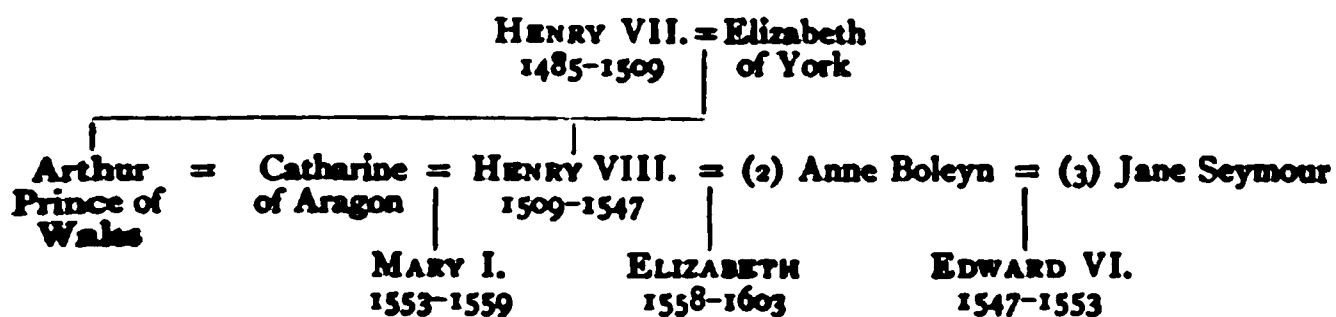 HENRY VII. = Elizabeth
1485-1509 of York
Arthur = Catharine = HENRY VIII. = (2) Anne Boleyn = (3) Jane Seymour
Prince of of Aragon 1509-1547
Wales
MARY I. ELIZABETH EDWARD VI.
1553-1559 1558-1603 1547-1553